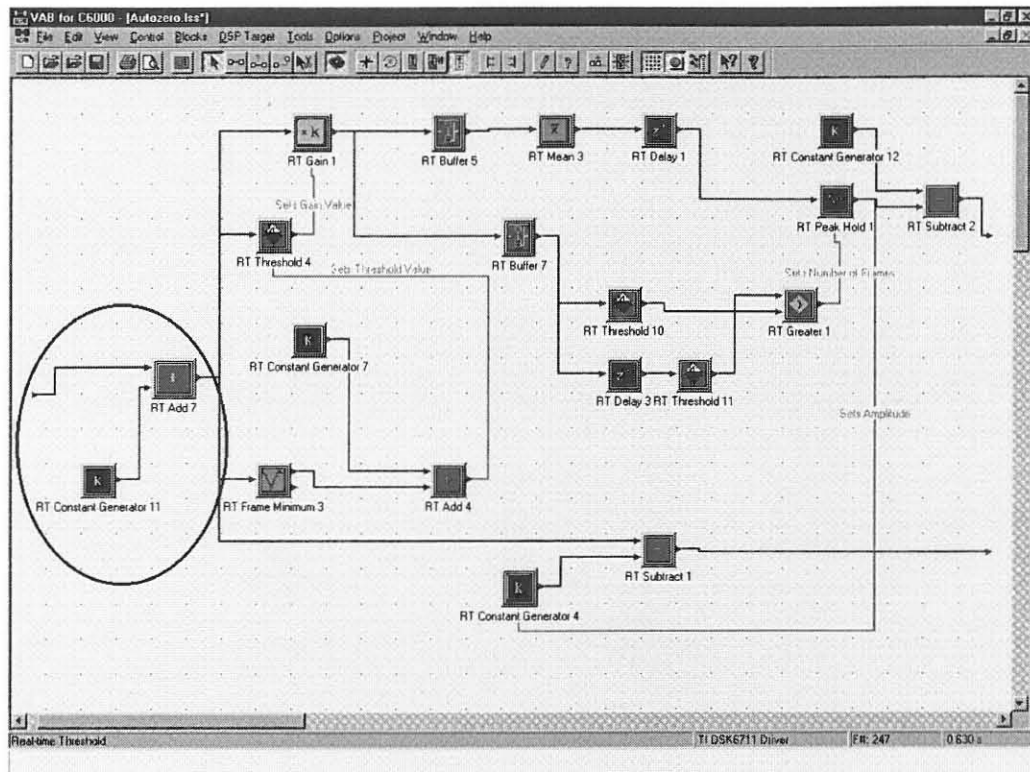 VAB for C6000 - [Autozero.lss*]
File Edit View Control Blocks DSP Target Tools Options Project Window Help
RT Gain 1
RT Buffer 5
RT Mean 3
RT Delay 1
RT Constant Generator 12
Sets Gain Value
RT Peak Hold 1
RT Subtract 2
RT Threshold 4
Sets Threshold Value
RT Buffer 7
Sets Number of Frames
RT Threshold 10
RT Greater 1
K
RT Constant Generator 7
RT Add 7
RT Delay 3
RT Threshold 11
Sets Amplitude
K
RT Constant Generator 11
RT Frame Minimum 3
RT Add 4
RT Subtract 1
K
RT Constant Generator 4
Real-time Threshold
TI DSK6711 Driver
F#: 247
0.630 s